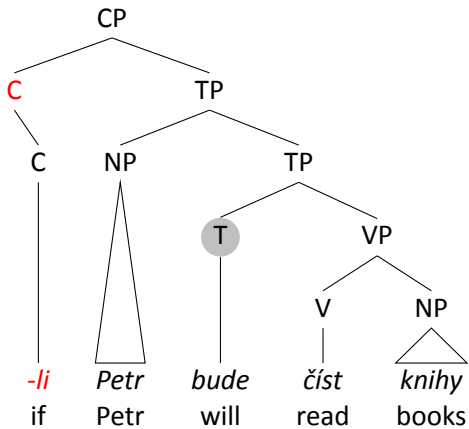 CP
C TP
C NP TP
T VP
V NP
-li Petr bude číst knihy
if Petr will read books